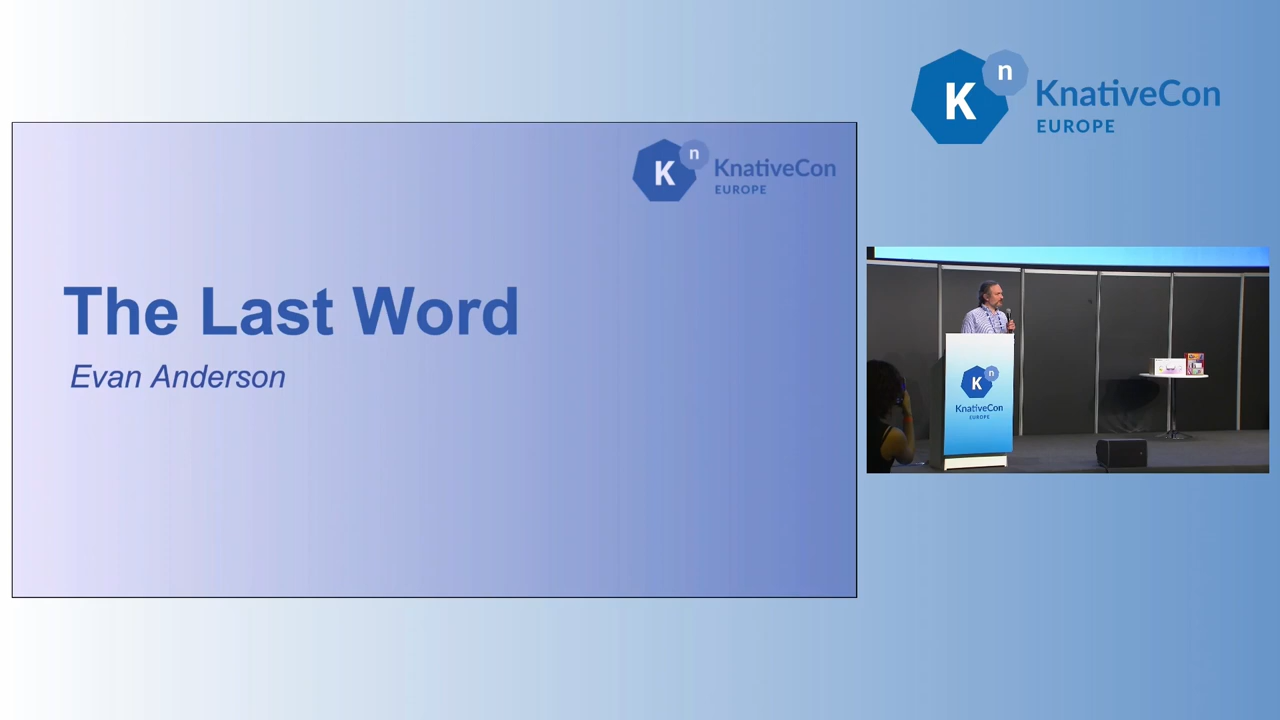 K n KnativeCon
EUROPE
K n KnativeCon
EUROPE
The Last Word
Evan Anderson
K n
KnativeCon
EUROPE